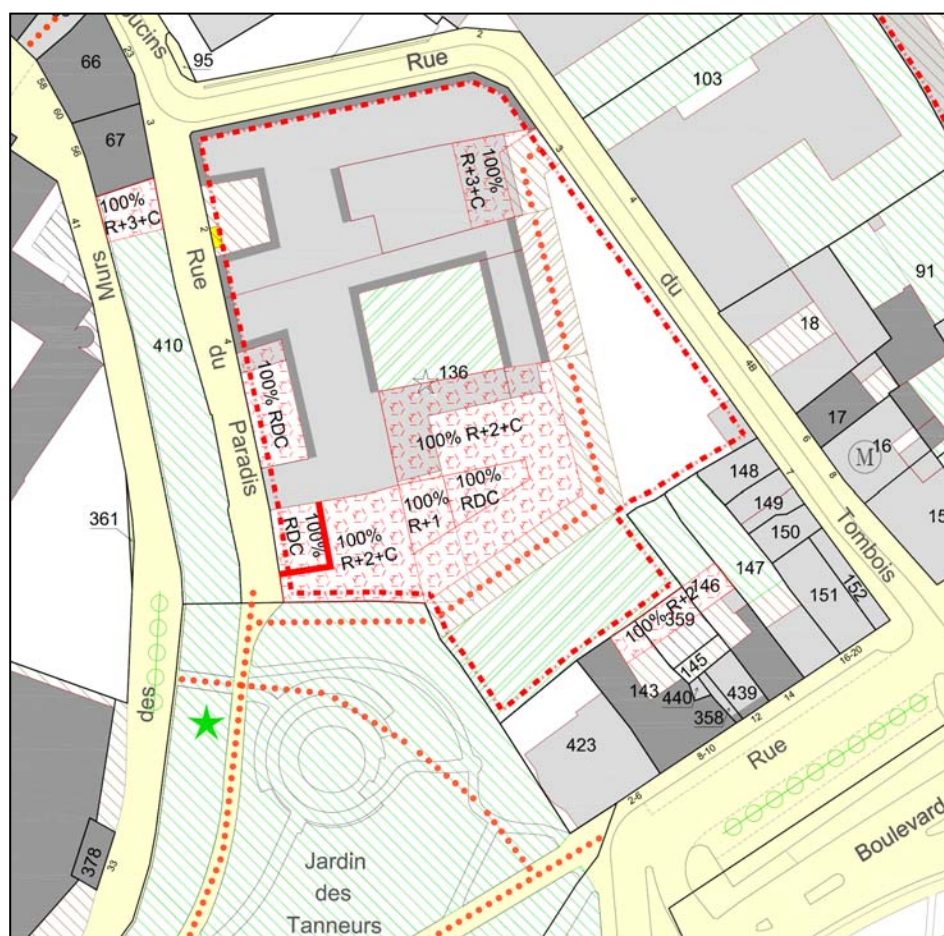 oucins
Rue
2
66
67
23
3
95
58
60
56
41
103
100%
R+3+C
100%
R+3+C
3
4
2
Murs
Rue
du
du
91
410
4
18
136
4B
100% RDC
Paradis
100% R+2+C
17
16
M
6
8
148
7
149
150
15
361
100%
RDC
100%
R+1
100%
RDC
100%
R+2+C
Tombois
147
146
151
152
100% R+2
359
145
143
440
439
358
16-20
14
12
8-10
des
423
2-6
Rue
Boulevard
378
33
Jardin
des
Tanneurs